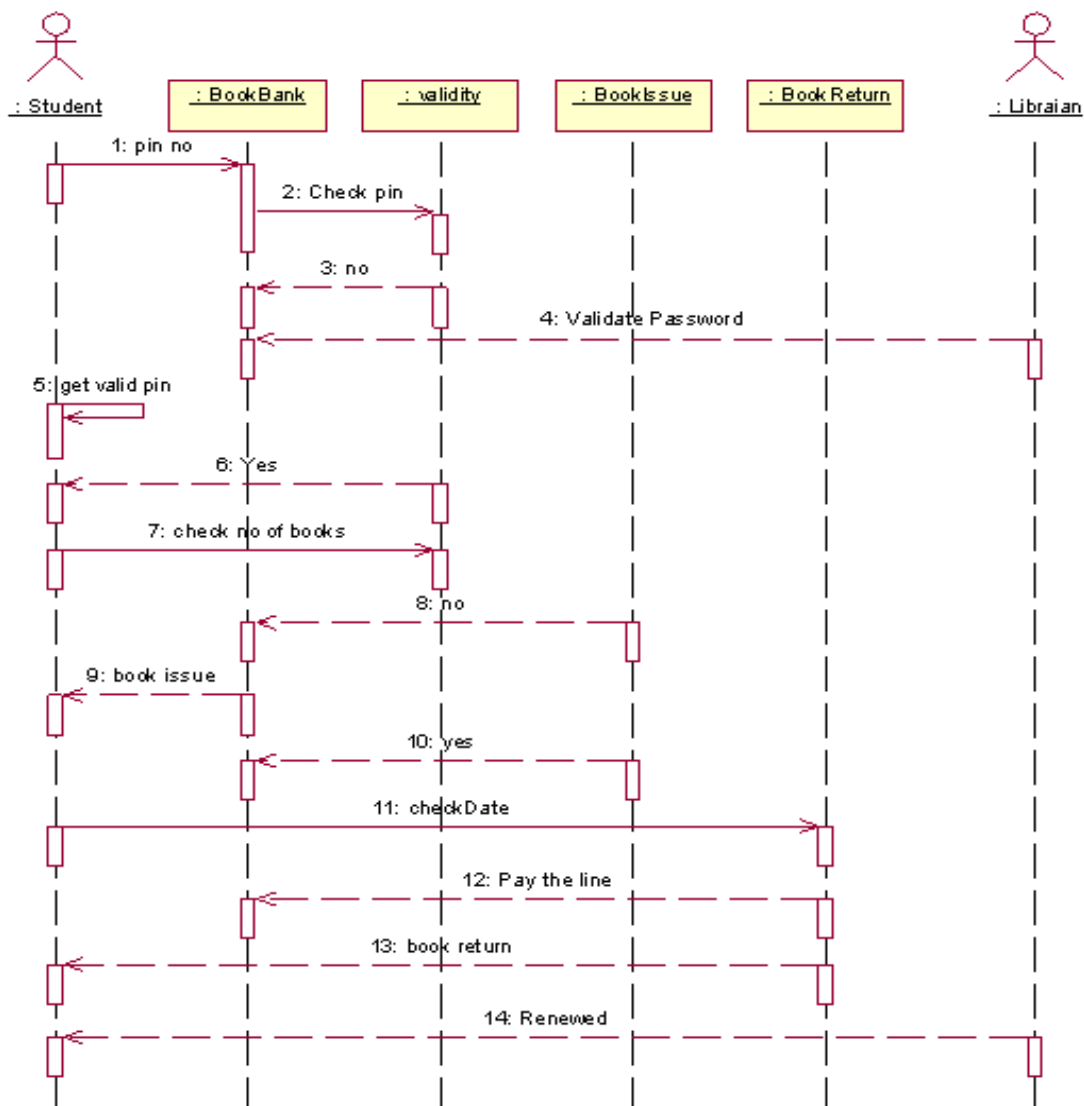 : Student
: BookBank
: validity
: BookIssue
: Book Return
: Libraian
1: pin no
2: Check pin
3: no
4: Validate Password
5: get valid pin
6: Yes
7: check no of books
8: no
9: book issue
10: yes
11: checkDate
12: Pay the line
13: book return
14: Renewed